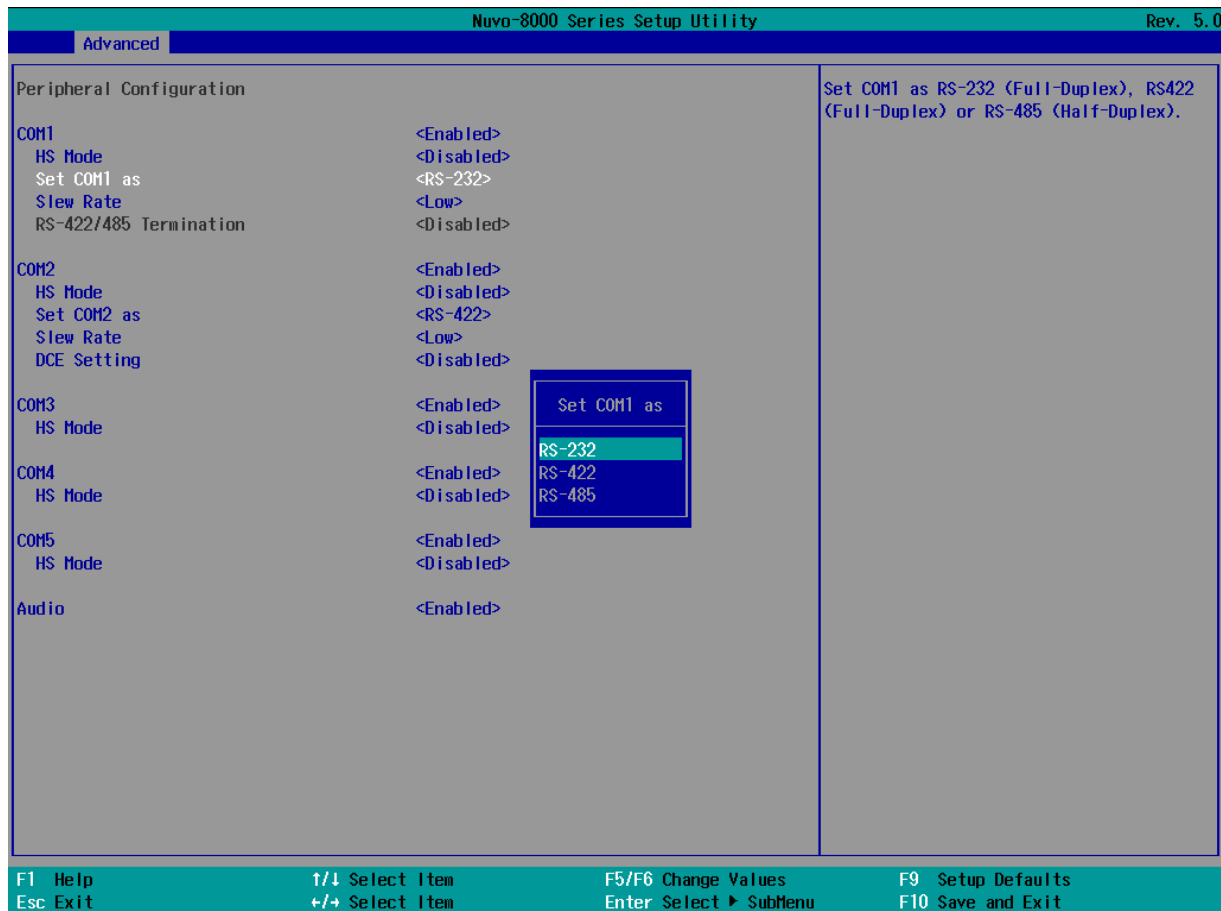 Nuvo-8000 Series Setup Utility Rev. 5.0
Advanced
Peripheral Configuration
Set COM1 as RS-232 (Full-Duplex), RS422
(Full-Duplex) or RS-485 (Half-Duplex).
COM1 <Enabled>
HS Mode <Disabled>
Set COM1 as <RS-232>
Slew Rate <Low>
RS-422/485 Termination <Disabled>
COM2 <Enabled>
HS Mode <Disabled>
Set COM2 as <RS-422>
Slew Rate <Low>
DCE Setting <Disabled>
COM3 <Enabled>
HS Mode <Disabled>
COM4 <Enabled>
HS Mode <Disabled>
COM5 <Enabled>
HS Mode <Disabled>
Audio <Enabled>
Set COM1 as
RS-232
RS-422
RS-485
F1 Help ↑/↓ Select Item F5/F6 Change Values F9 Setup Defaults
Esc Exit ←/→ Select Item Enter Select ► SubMenu F10 Save and Exit